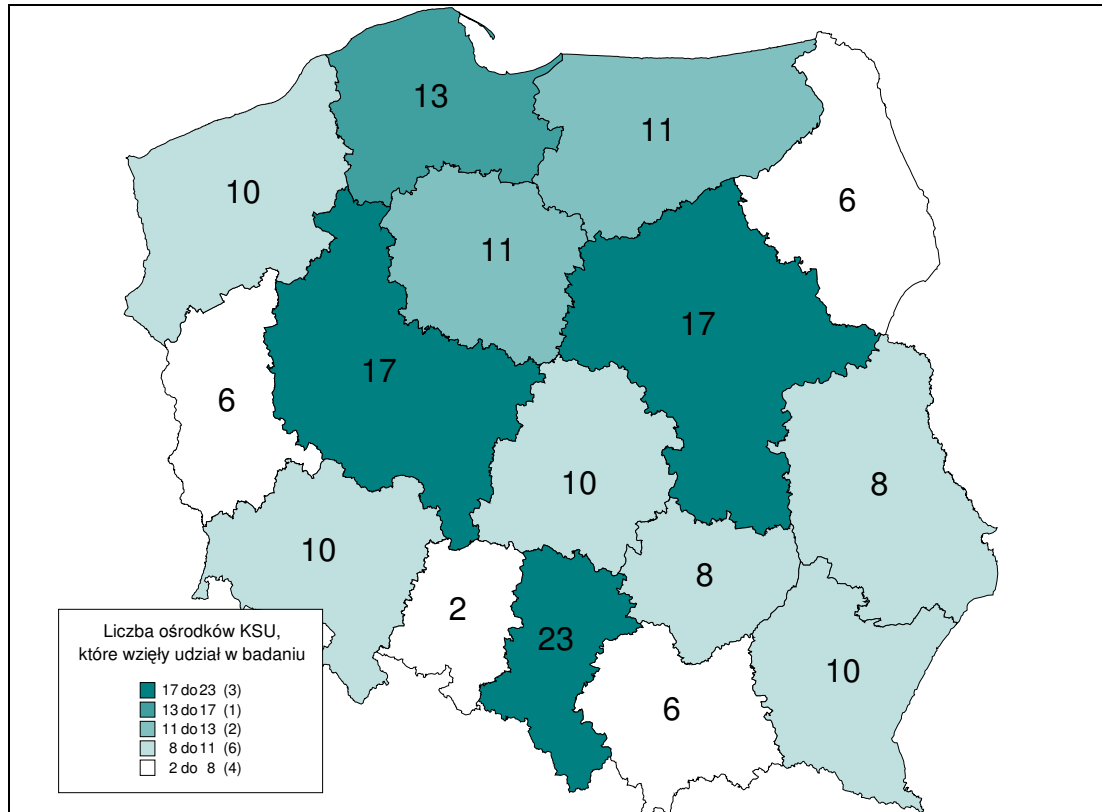 13
11
10
6
11
17
17
6
10
8
10
8
2
23
10
6
Liczba ośrodków KSU,
które wzięły udział w badaniu
17 do 23 (3)
13 do 17 (1)
11 do 13 (2)
8 do 11 (6)
2 do 8 (4)